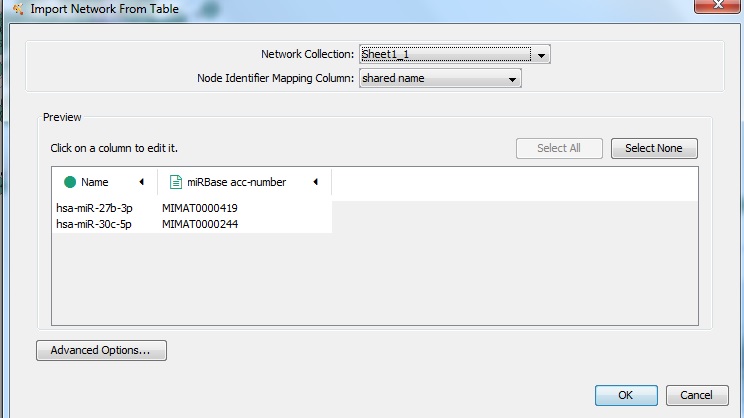 Import Network From Table
Network Collection: Sheet1_1
Node Identifier Mapping Column: shared name
Preview
Click on a column to edit it.
Select All
Select None
Name
miRBase acc-number
hsa-miR-27b-3p MIMAT0000419
hsa-miR-30c-5p MIMAT0000244
Advanced Options...
OK
Cancel